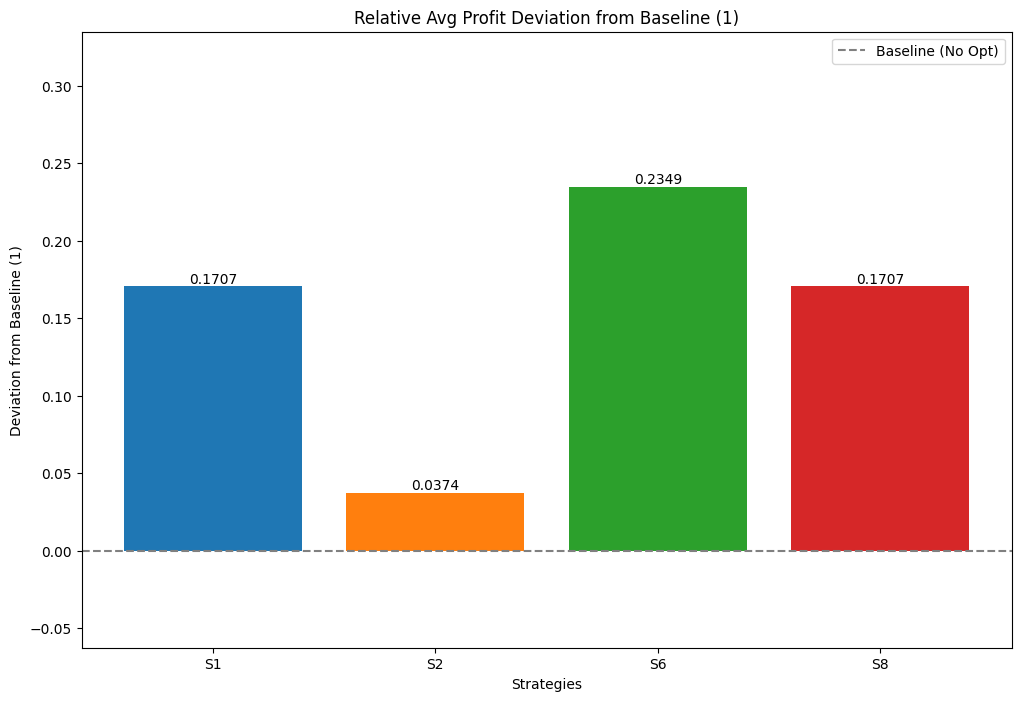 Relative Avg Profit Deviation from Baseline (1)
Baseline (No Opt)
Deviation from Baseline (1)
0.30
0.25
0.20
0.15
0.10
0.05
0.00
−0.05
0.1707
0.0374
0.2349
0.1707
S1
S2
S6
S8
Strategies